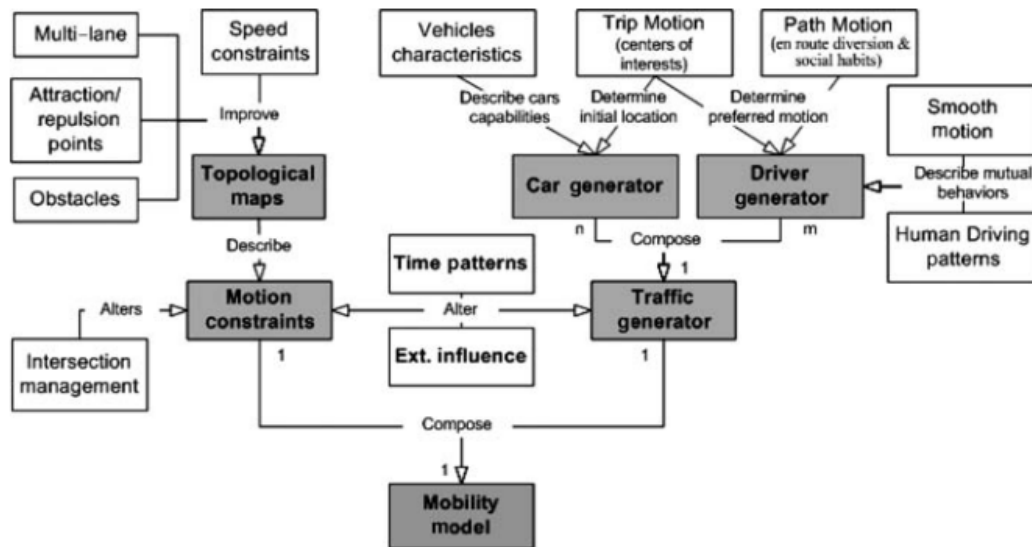 Multi-lane
Speed
constraints
Vehicles
characteristics
Trip Motion
(centers of
interests)
Path Motion
(en route diversion &
social habits)
Attraction/
repulsion
points
Improve
Describe cars
capabilities
Determine
initial location
Determine
preferred motion
Smooth
motion
Obstacles
Topological
maps
Car generator
Driver
generator
Describe mutual
behaviors
n
m
Human Driving
patterns
Describe
Compose
1
Time patterns
Alters
Motion
constraints
Alter
Traffic
generator
1
1
Ext. influence
Intersection
management
Compose
1
Mobility
model